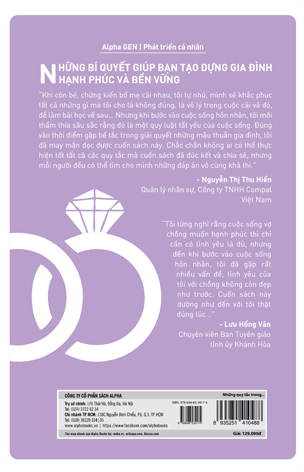 Alpha GEN | Phát triển cá nhân
NHỮNG BÍ QUYẾT GIÚP BẠN TẠO DỰNG GIA ĐÌNH
HẠNH PHÚC VÀ BỀN VỮNG
"Khi còn bé, chứng kiến bố mẹ cãi nhau, tôi tự nhủ, mình sẽ khắc phục
tất cả những gì mà tôi cho là không đúng, là vô lý trong cuộc cãi vã đó,
để làm bài học về sau... Nhưng khi bước vào cuộc sống hôn nhân, tôi mới
thấm thía sâu sắc rằng đó là một quy luật tất yếu của cuộc sống. Đúng
vào thời điểm gặp bế tắc trong giải quyết những mâu thuẫn gia đình, tôi
đã may mắn đọc được cuốn sách này. Chắc chắn không ai có thể thực
hiện tốt tất cả các quy tắc mà cuốn sách đã đúc kết và chia sẻ, nhưng
mỗi người đều có thể tìm cho mình những đáp án vô cùng khả thi."
- Nguyễn Thị Thu Hiền
Quản lý nhân sự, Công ty TNHH Compal
Việt Nam
"Tôi từng nghĩ rằng cuộc sống vợ
chồng muốn hạnh phúc thì chỉ
cần có tình yêu là đủ, nhưng
đến khi bước vào cuộc sống
hôn nhân, tôi đã gặp rất
nhiều vấn đề, tình yêu của
tôi với chồng không còn đẹp
như trước. Cuốn sách này
dường như đến với tôi thật
đúng lúc..."
- Lưu Hồng Vân
Chuyên viên Ban Tuyên giáo
tỉnh ủy Khánh Hòa
CÔNG TY CỔ PHẦN SÁCH ALPHA
Trụ sở chính:
Chi nhánh TP HCM:
Những quy tắc trong...
8 935251 410488
Giá: 129.000đ